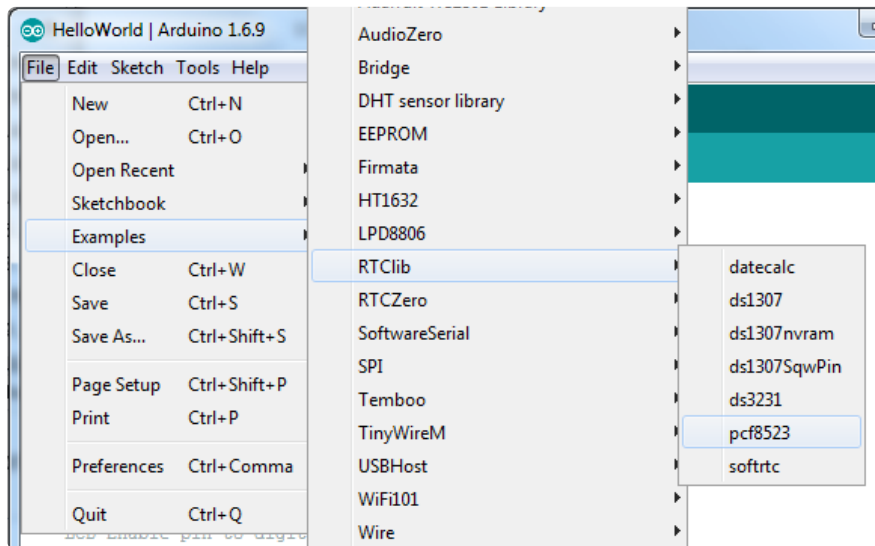 HelloWorld | Arduino 1.6.9
File Edit Sketch Tools Help
New Ctrl+N
Open... Ctrl+O
Open Recent
Sketchbook
Examples
Close Ctrl+W
Save Ctrl+S
Save As... Ctrl+Shift+S
Page Setup Ctrl+Shift+P
Print Ctrl+P
Preferences Ctrl+Comma
Quit Ctrl+Q
AudioZero
Bridge
DHT sensor library
EEPROM
Firmata
HT1632
LPD8806
RTClib
RTCZero
SoftwareSerial
SPI
Temboo
TinyWireM
USBHost
WiFi101
Wire
datecalc
ds1307
ds1307nvram
ds1307SqwPin
ds3231
pcf8523
softrtc